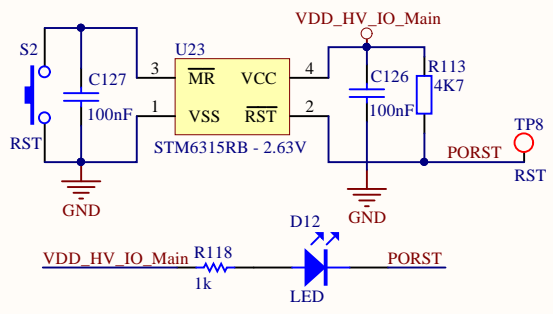 VDD_HV_IO_Main
S2
U23
C127
100nF
RST
3
MR
VCC
4
1
VSS
RST
2
STM6315RB - 2.63V
C126
100nF
R113
4K7
TP8
PORST
RST
GND
GND
D12
VDD_HV_IO_Main
R118
PORST
1k
LED